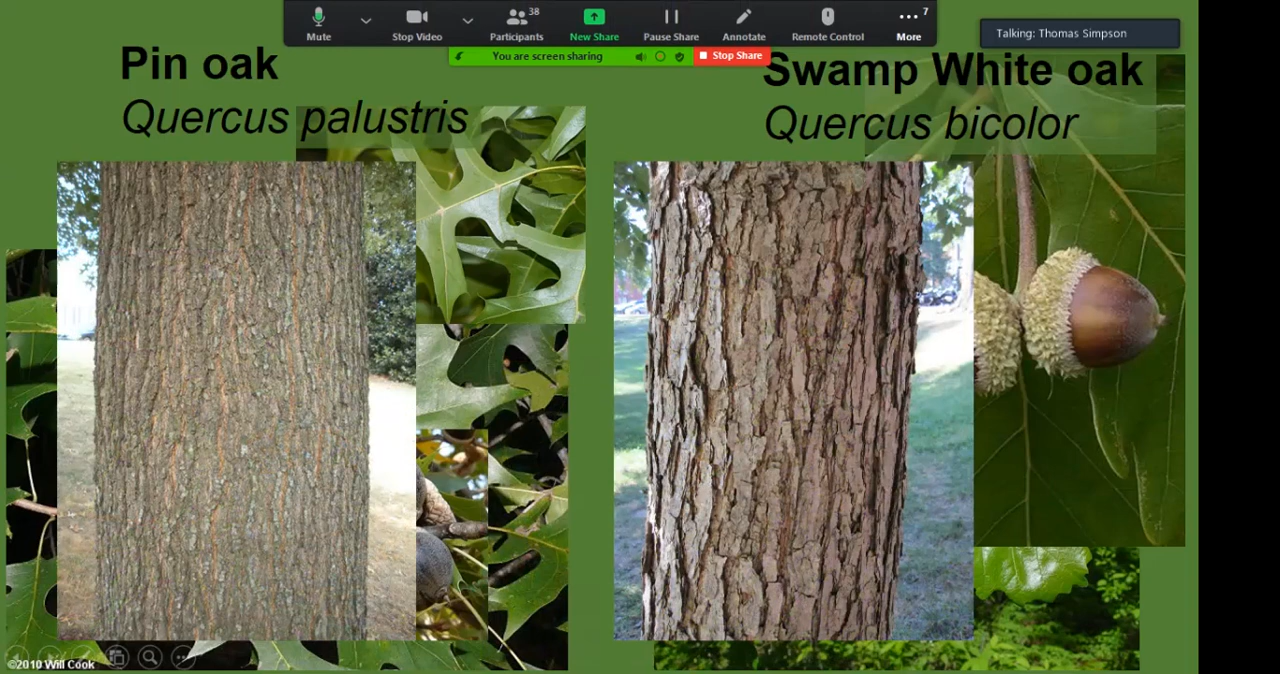 38
7
Mute
Stop Video
Participants
New Share
Pause Share
Annotate
Remote Control
More
Talking: Thomas Simpson
You are screen sharing
Stop Share
Pin oak
Quercus palustris
Swamp White oak
Quercus bicolor
©2010 Will Cook